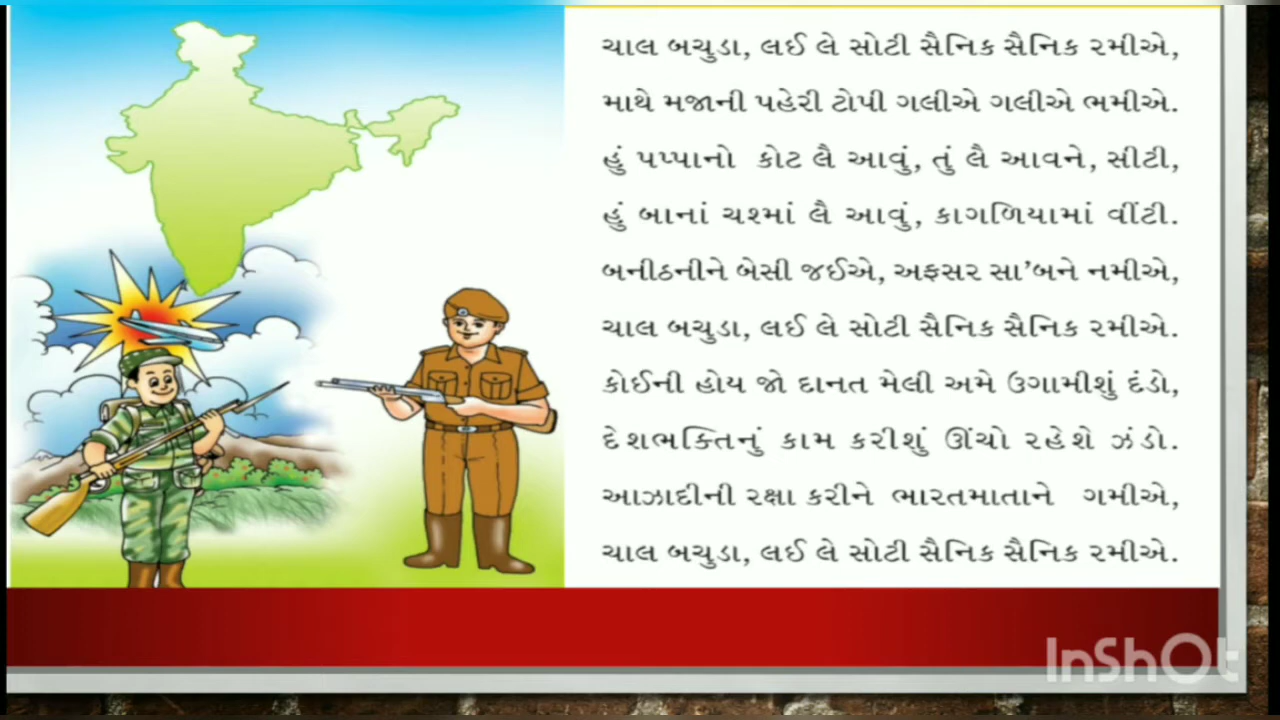 ચાલ બચુડા, લઈ લે સોટી સૈનિક સૈનિક રમીએ,
માથે મજાની પહેરી ટોપી ગલીએ ગલીએ ભમીએ.
હું પપ્પાનો કોટ લૈ આવું, તું લૈ આવને, સીટી,
હું બાનાં ચશ્માં લૈ આવું, કાગળિયામાં વીંટી.
બનીઠનીને બેસી જઈએ, અફસર સા’બને નમીએ,
ચાલ બચુડા, લઈ લે સોટી સૈનિક સૈનિક રમીએ.
કોઈની હોય જો દાનત મેલી અમે ઉગામીશું દંડો,
દેશભક્તિનું કામ કરીશું ઊંચો રહેશે ઝંડો.
આઝાદીની રક્ષા કરીને ભારતમાતાને ગમીએ,
ચાલ બચુડા, લઈ લે સોટી સૈનિક સૈનિક રમીએ.
InShOt